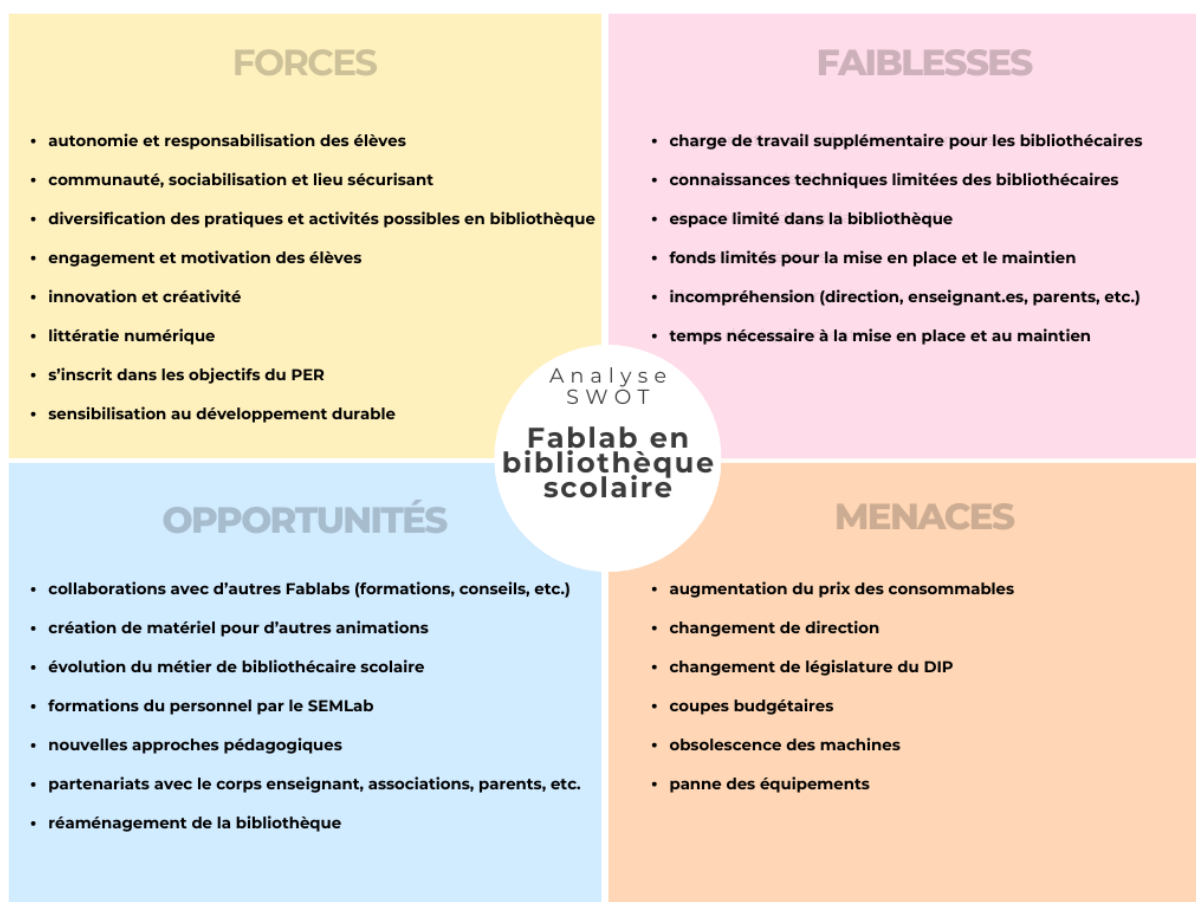 FORCES
• autonomie et responsabilisation des élèves
• communauté, sociabilisation et lieu sécurisant
• diversification des pratiques et activités possibles en bibliothèque
• engagement et motivation des élèves
• innovation et créativité
• littératie numérique
• s'inscrit dans les objectifs du PER
• sensibilisation au développement durable
FAIBLESSES
• charge de travail supplémentaire pour les bibliothécaires
• connaissances techniques limitées des bibliothécaires
• espace limité dans la bibliothèque
• fonds limités pour la mise en place et le maintien
• incompréhension (direction, enseignant.es, parents, etc.)
• temps nécessaire à la mise en place et au maintien
Analyse
SWOT
Fablab en
bibliothèque
scolaire
OPPORTUNITÉS
• collaborations avec d'autres Fablabs (formations, conseils, etc.)
• création de matériel pour d'autres animations
• évolution du métier de bibliothécaire scolaire
• formations du personnel par le SEMLab
• nouvelles approches pédagogiques
• partenariats avec le corps enseignant, associations, parents, etc.
• réaménagement de la bibliothèque
MENACES
• augmentation du prix des consommables
• changement de direction
• changement de législature du DIP
• coupes budgétaires
• obsolescence des machines
• panne des équipements